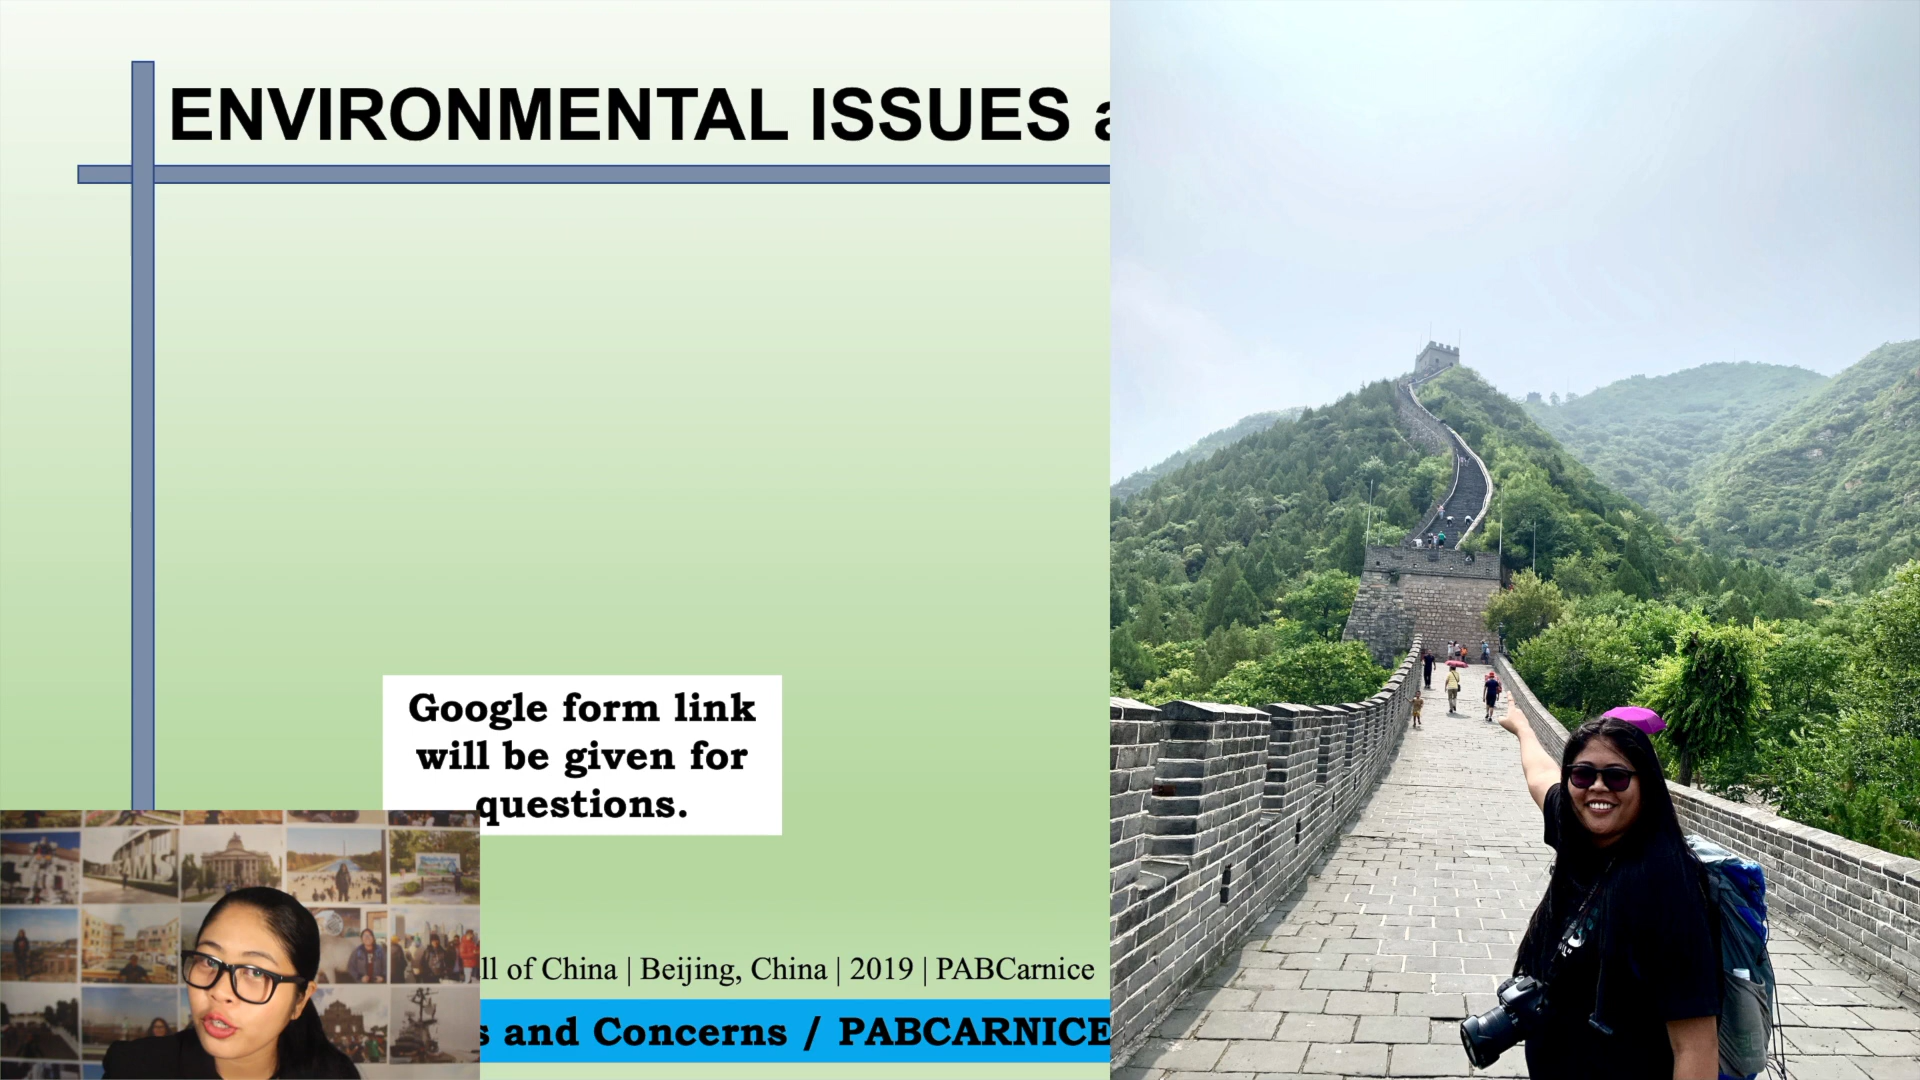 ENVIRONMENTAL ISSUES
Google form link
will be given for
questions.
of China | Beijing, China | 2019 | PABCarnice
and Concerns / PABCARNICE